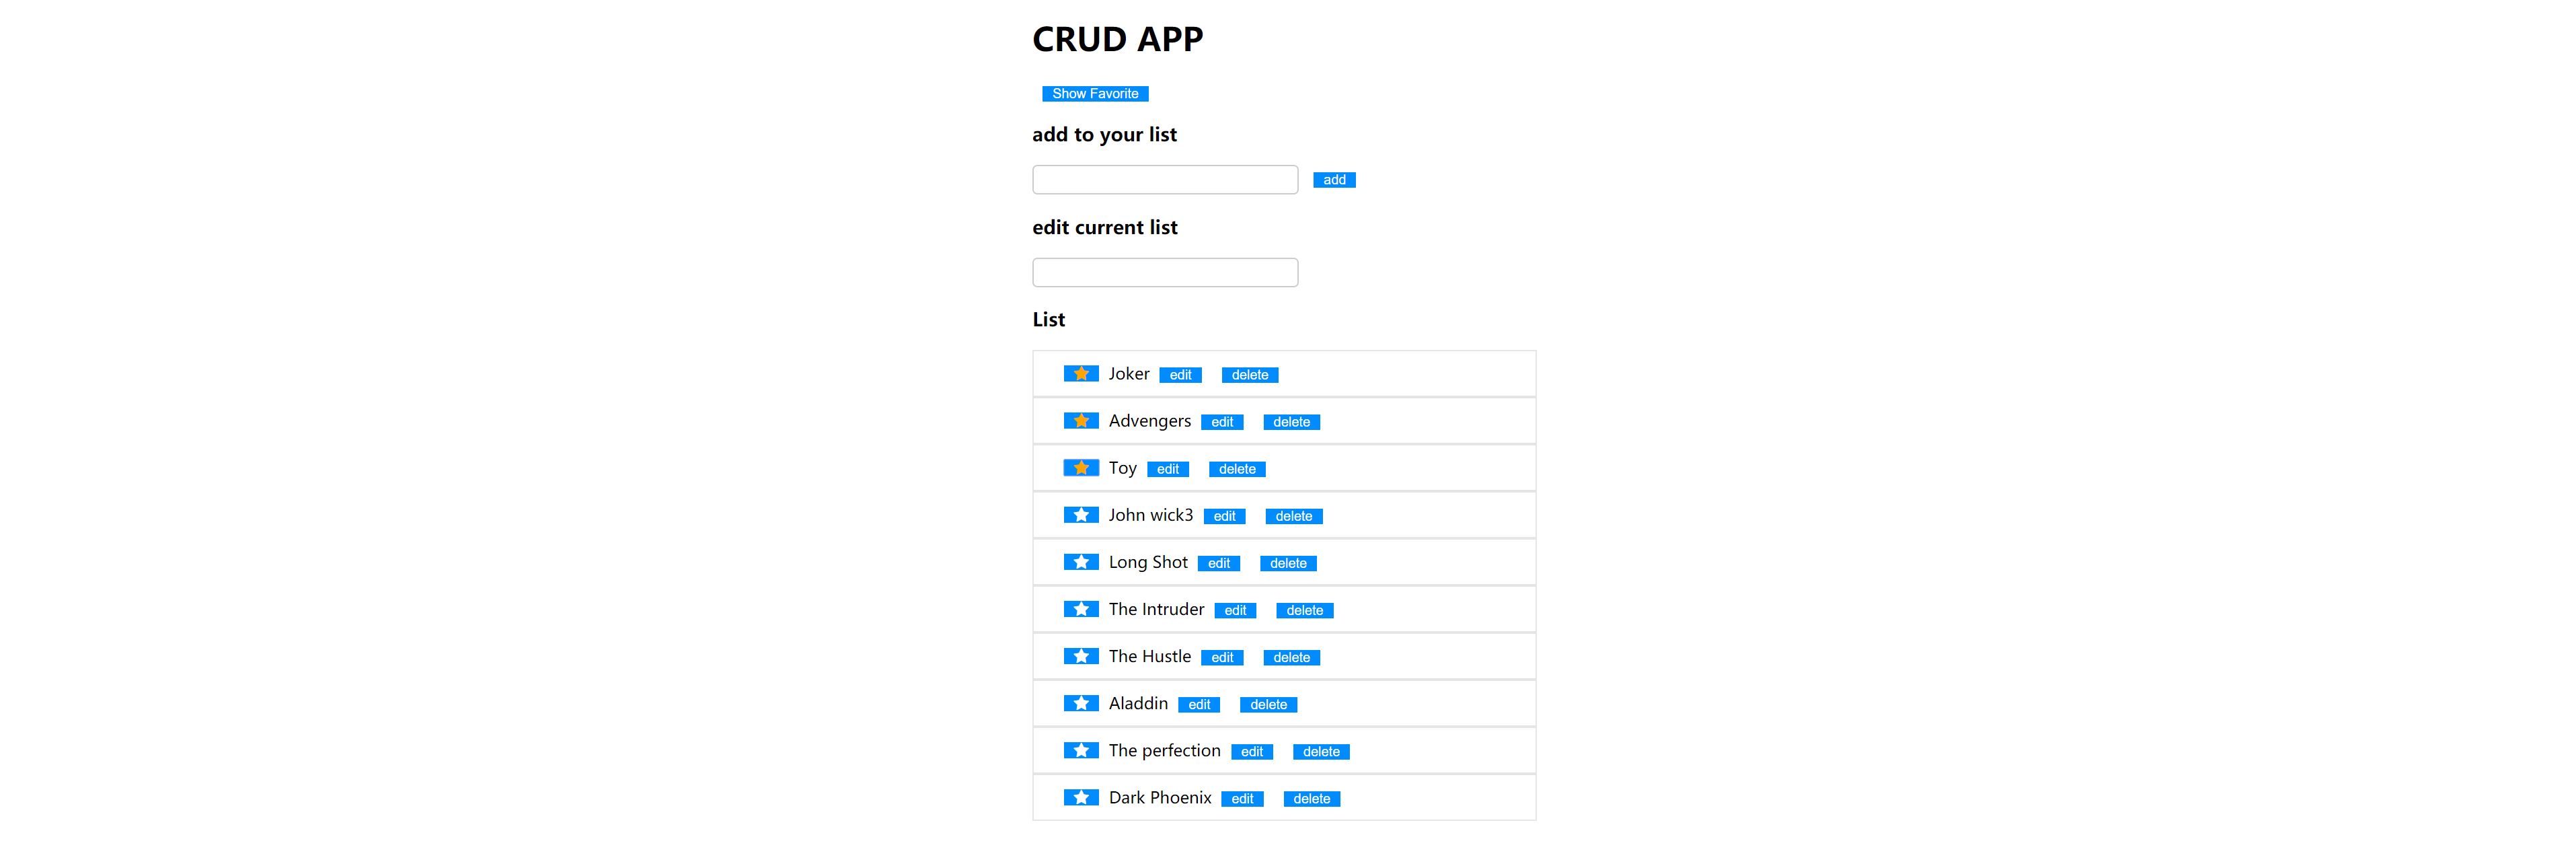 CRUD APP
Show Favorite
add to your list
add
edit current list
List
Joker edit delete
Advengers edit delete
Toy edit delete
John wick3 edit delete
Long Shot edit delete
The Intruder edit delete
The Hustle edit delete
Aladdin edit delete
The perfection edit delete
Dark Phoenix edit delete